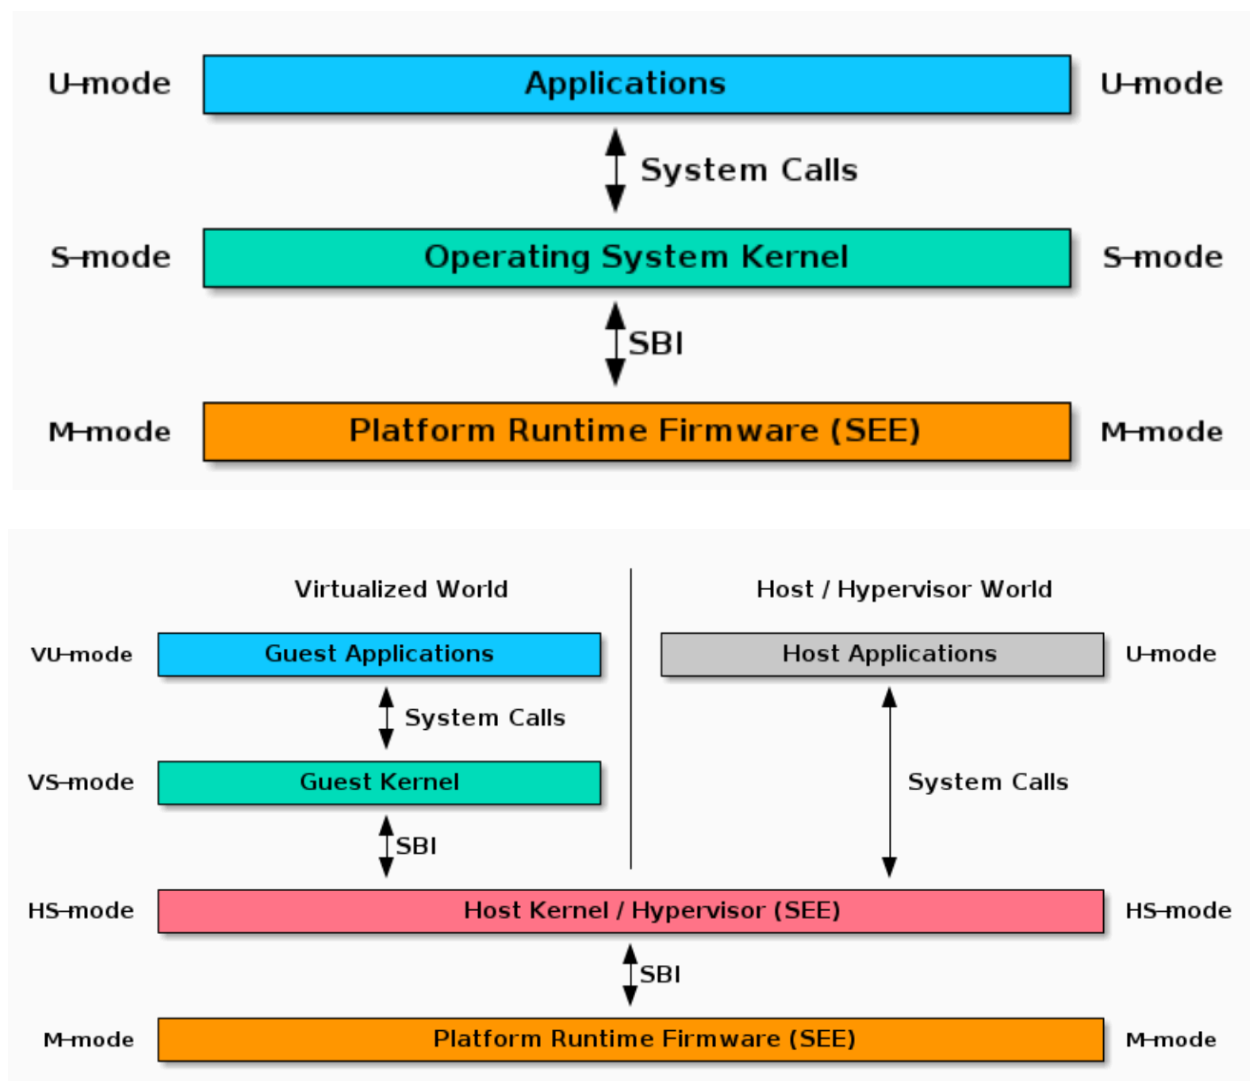 U-mode Applications U-mode
System Calls
S-mode Operating System Kernel S-mode
SBI
M-mode Platform Runtime Firmware (SEE) M-mode
Virtualized World Host / Hypervisor World
VU-mode Guest Applications Host Applications U-mode
System Calls
VS-mode Guest Kernel System Calls
SBI
HS-mode Host Kernel / Hypervisor (SEE) HS-mode
SBI
M-mode Platform Runtime Firmware (SEE) M-mode